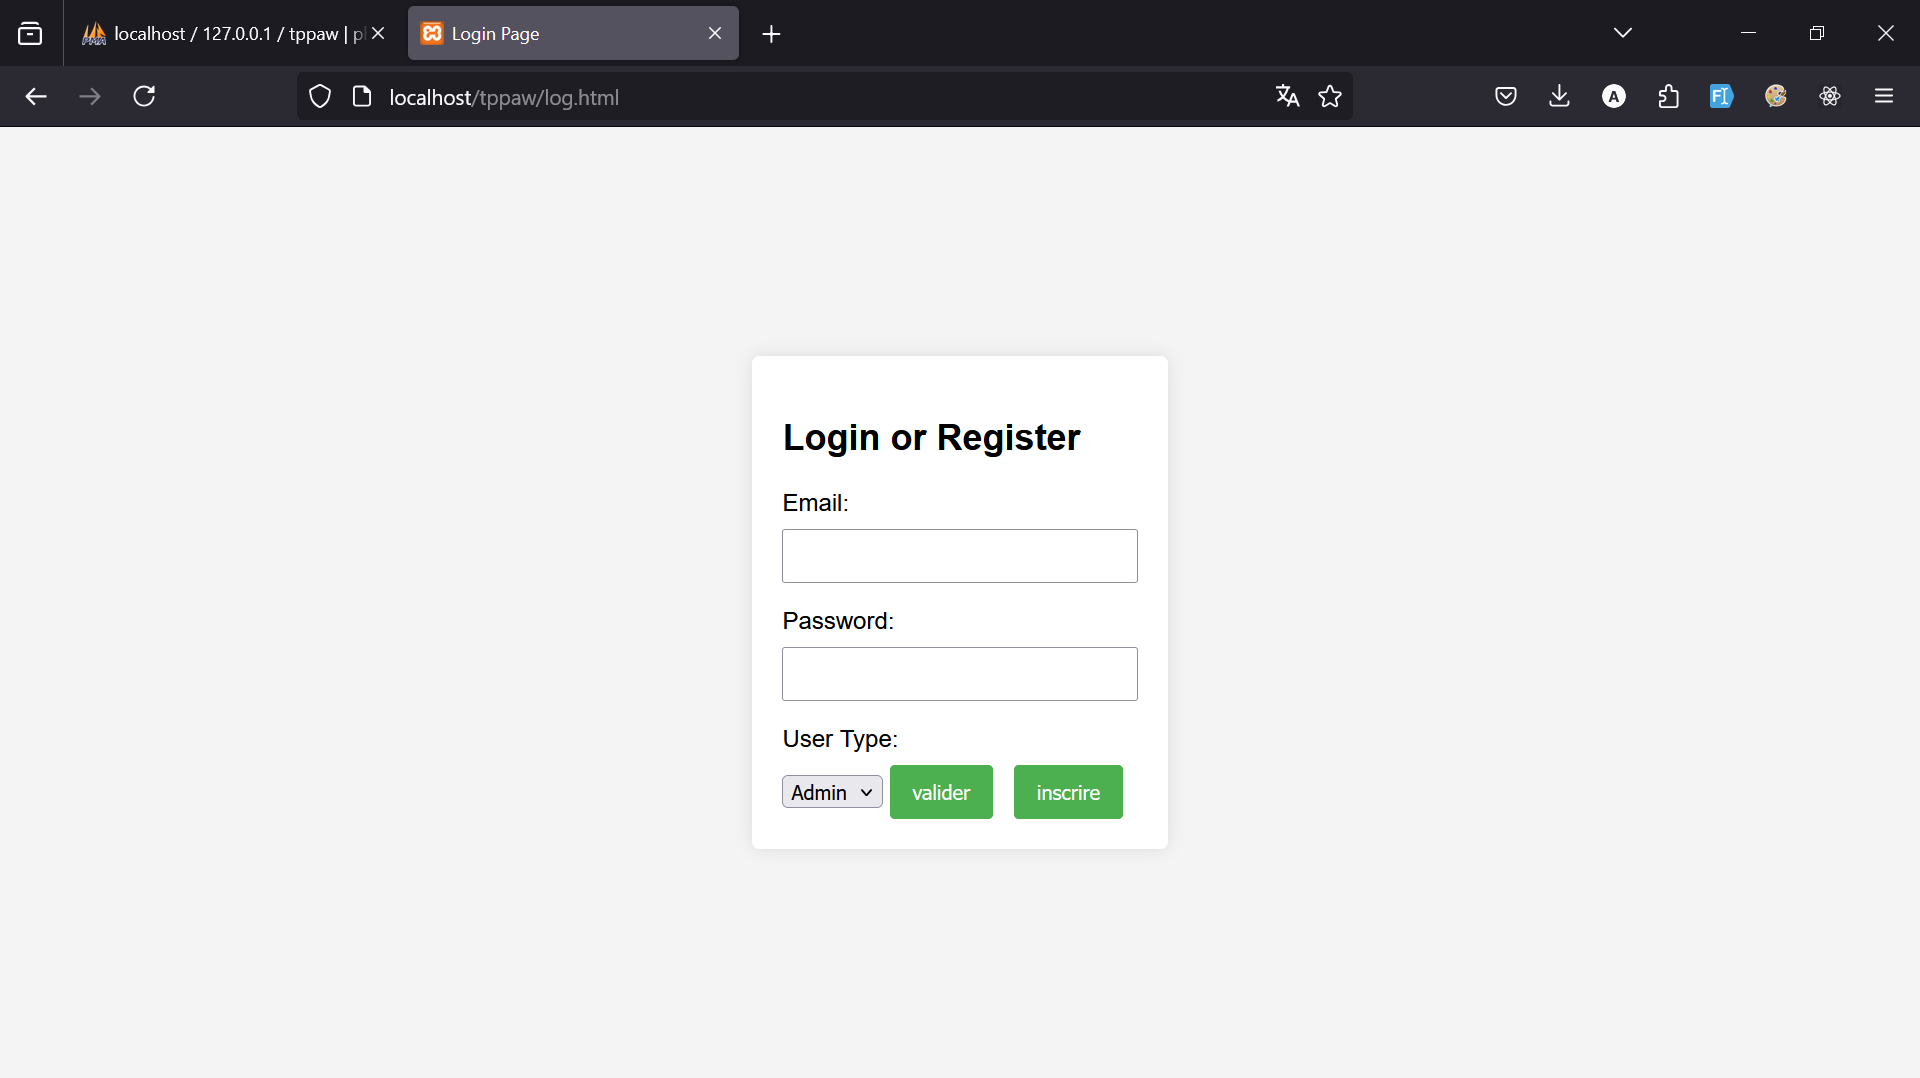 localhost / 127.0.0.1 / tppaw |
Login Page
localhost/tppaw/log.html
Login or Register
Email:
Password:
User Type:
Admin valider inscrire